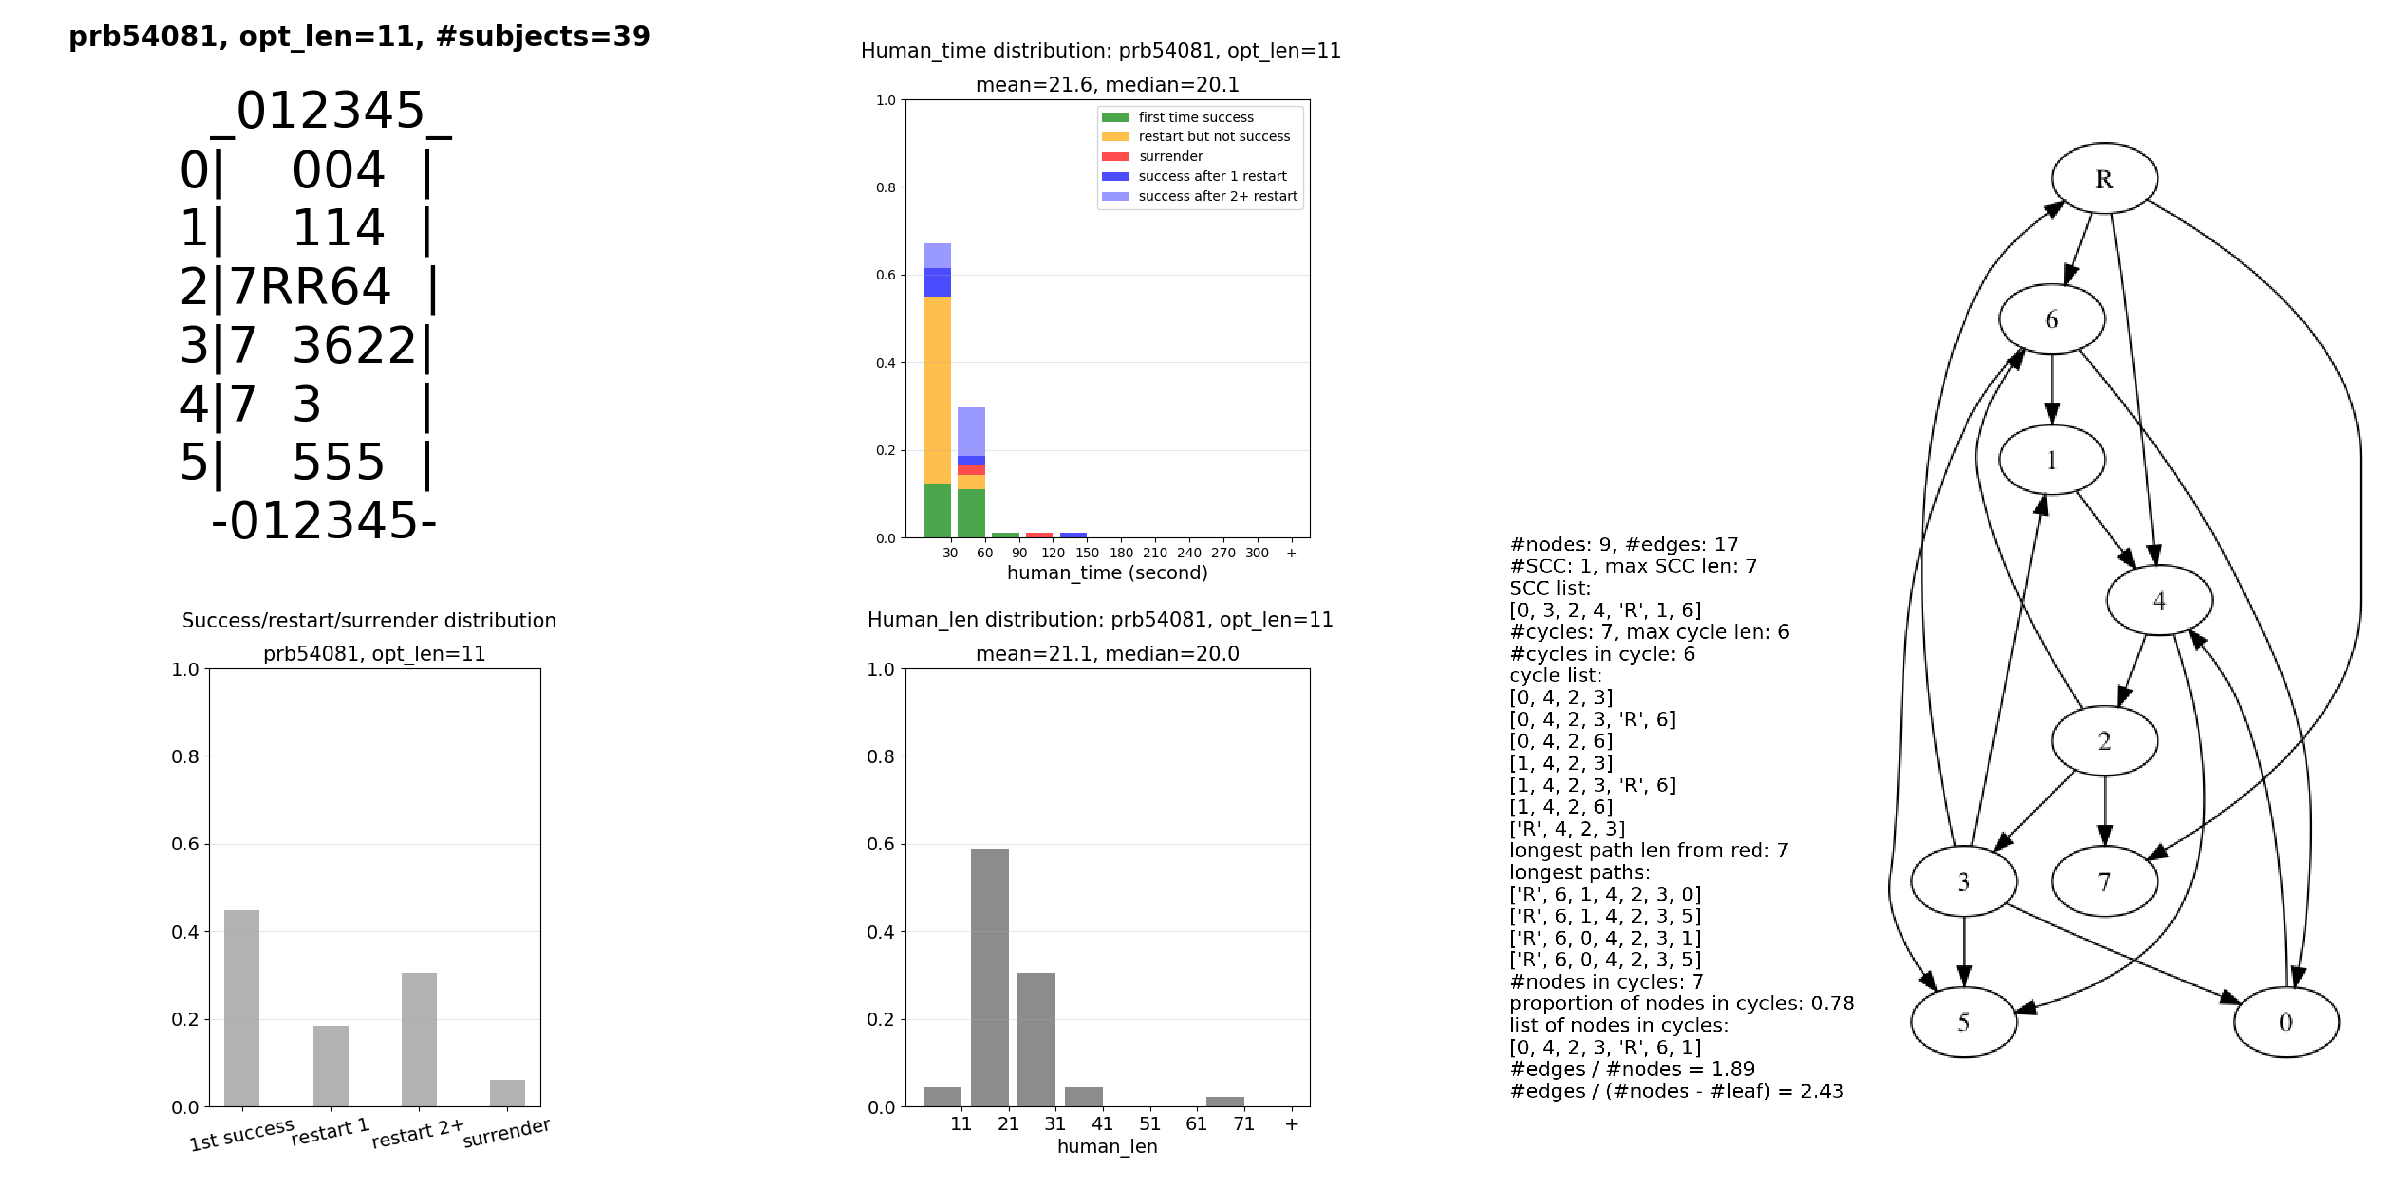 prb54081, opt_len=11, #subjects=39
_012345_
0|  004 |
1|  114 |
2|7RR64 |
3|7 3622|
4|7 3   |
5|  555 |
-012345-
Human_time distribution: prb54081, opt_len=11
mean=21.6, median=20.1
1.0
0.8
0.6
0.4
0.2
0.0
first time success
restart but not success
surrender
success after 1 restart
success after 2+ restart
30 60 90 120 150 180 210 240 270 300 +
human_time (second)
Success/restart/surrender distribution
prb54081, opt_len=11
1.0
0.8
0.6
0.4
0.2
0.0
1st success restart 1 restart 2+ surrender
Human_len distribution: prb54081, opt_len=11
mean=21.1, median=20.0
1.0
0.8
0.6
0.4
0.2
0.0
11 21 31 41 51 61 71 +
human_len
#nodes: 9, #edges: 17
#SCC: 1, max SCC len: 7
SCC list:
[0, 3, 2, 4, 'R', 1, 6]
#cycles: 7, max cycle len: 6
#cycles in cycle: 6
cycle list:
[0, 4, 2, 3]
[0, 4, 2, 3, 'R', 6]
[0, 4, 2, 6]
[1, 4, 2, 3]
[1, 4, 2, 3, 'R', 6]
[1, 4, 2, 6]
['R', 4, 2, 3]
longest path len from red: 7
longest paths:
['R', 6, 1, 4, 2, 3, 0]
['R', 6, 1, 4, 2, 3, 5]
['R', 6, 0, 4, 2, 3, 1]
['R', 6, 0, 4, 2, 3, 5]
#nodes in cycles: 7
proportion of nodes in cycles: 0.78
list of nodes in cycles:
[0, 4, 2, 3, 'R', 6, 1]
#edges / #nodes = 1.89
#edges / (#nodes - #leaf) = 2.43
R
6
1
4
2
3
7
5
0